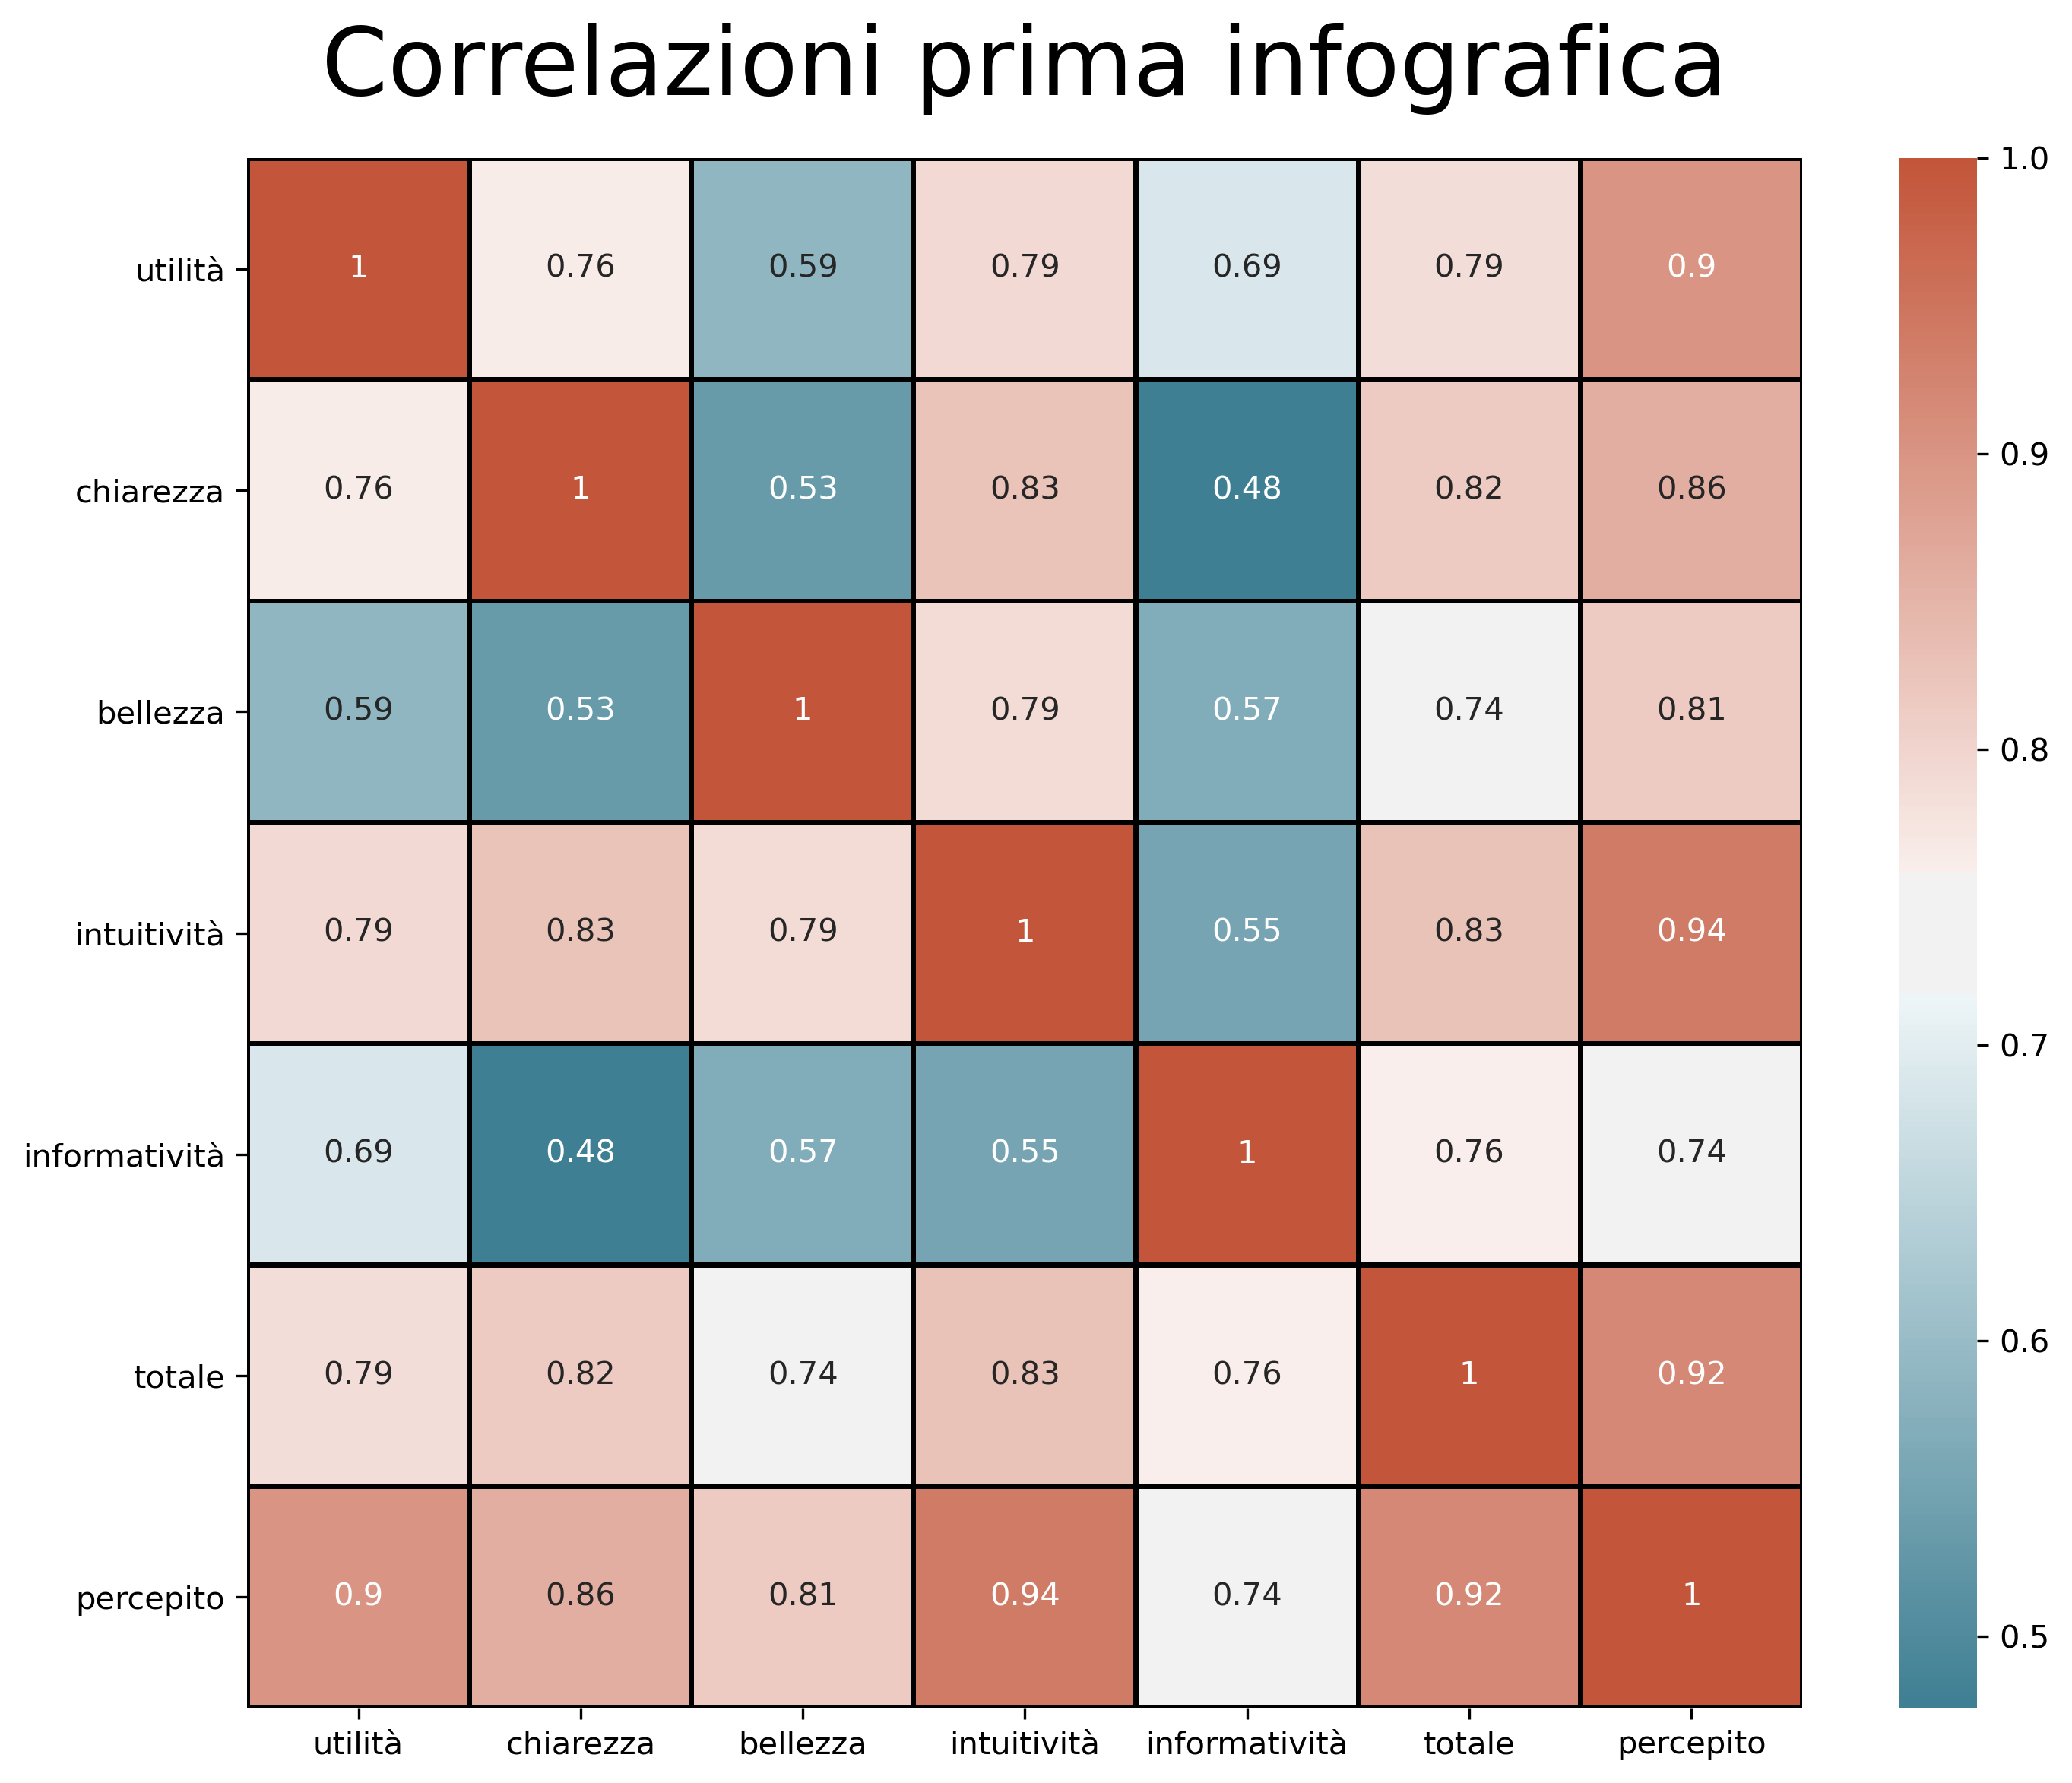 Correlazioni prima infografica
utilità 1 0.76 0.59 0.79 0.69 0.79 0.9
chiarezza 0.76 1 0.53 0.83 0.48 0.82 0.86
bellezza 0.59 0.53 1 0.79 0.57 0.74 0.81
intuitività 0.79 0.83 0.79 1 0.55 0.83 0.94
informatività 0.69 0.48 0.57 0.55 1 0.76 0.74
totale 0.79 0.82 0.74 0.83 0.76 1 0.92
percepito 0.9 0.86 0.81 0.94 0.74 0.92 1
utilità chiarezza bellezza intuitività informatività totale percepito
1.0
0.9
0.8
0.7
0.6
0.5